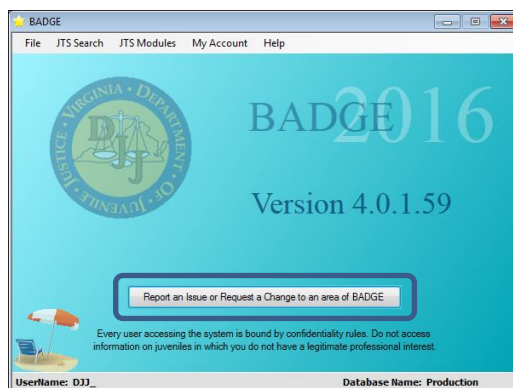 BADGE
File JTS Search JTS Modules My Account Help
VIRGINIA DEPARTMENT OF JUVENILE JUSTICE
DJJ
BADGE 2016
Version 4.0.1.59
Report an Issue or Request a Change to an area of BADGE
Every user accessing the system is bound by confidentiality rules. Do not access
information on juveniles in which you do not have a legitimate professional interest.
UserName: DJJ_ Database Name: Production